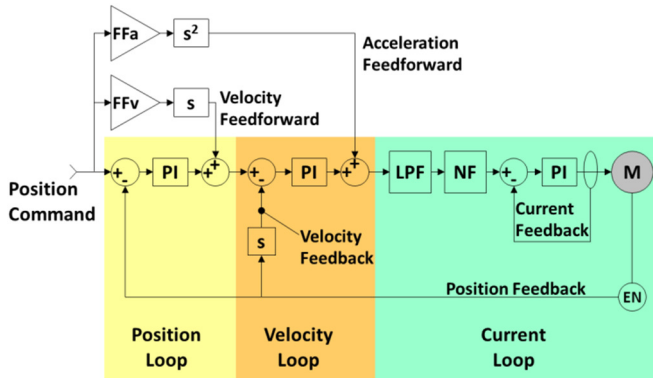 FFa
s²
Acceleration
Feedforward
FFv
s
Velocity
Feedforward
Position
Command
+
-
PI
+
+
+
-
PI
+
+
LPF
NF
+
-
PI
M
Current
Feedback
s
Velocity
Feedback
Position Feedback
EN
Position
Loop
Velocity
Loop
Current
Loop